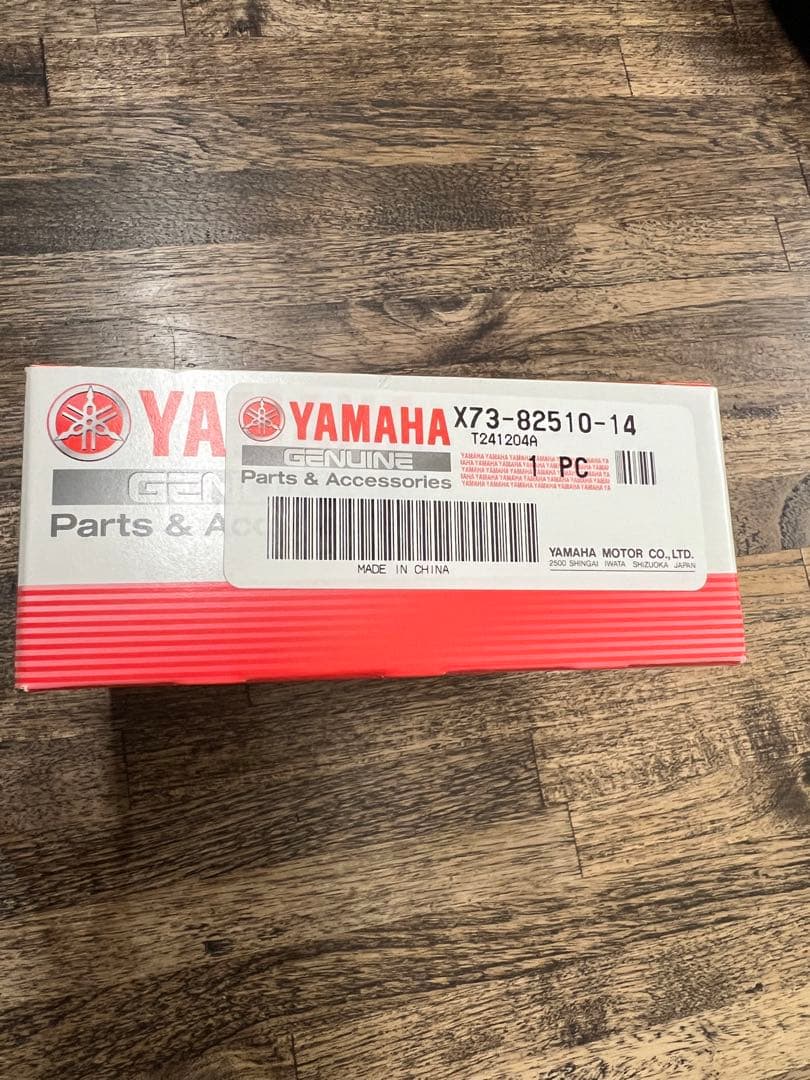 YA
GEN
Parts & Ac
YAMAHA
GENUINE
Parts & Accessories
X73-82510-14
T241204A
1 PC
MADE IN CHINA
YAMAHA MOTOR CO.,LTD.
2500 SHINGAI IWATA SHIZUOKA JAPAN